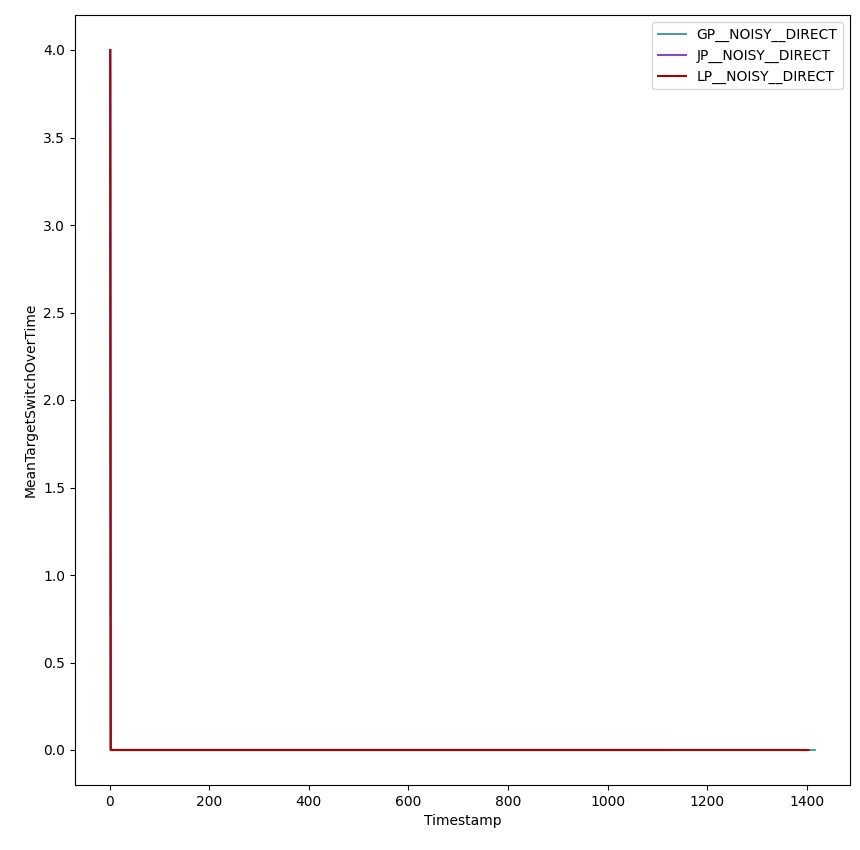 GP__NOISY__DIRECT
JP__NOISY__DIRECT
LP__NOISY__DIRECT
4.0
3.5
3.0
2.5
2.0
1.5
1.0
0.5
0.0
MeanTargetSwitchOverTime
0 200 400 600 800 1000 1200 1400
Timestamp